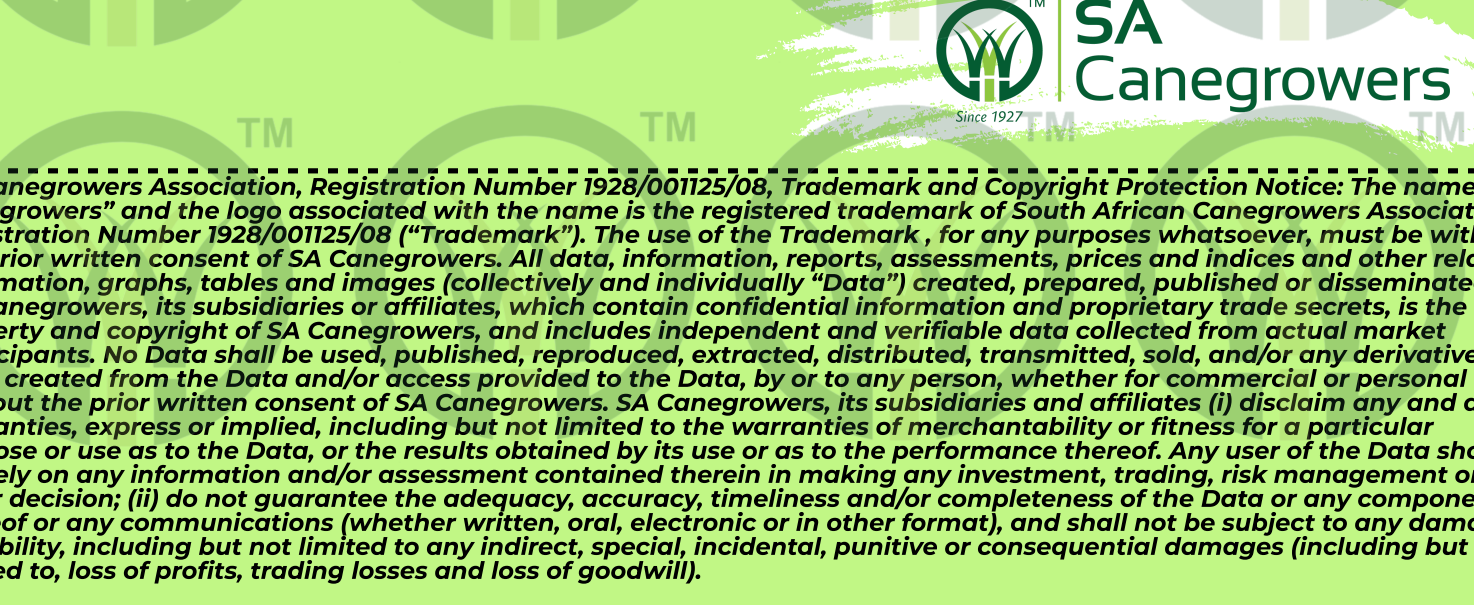 TM
SA
Canegrowers
Since 1927
TM
TM
TM
TM
anegrowers Association, Registration Number 1928/001125/08, Trademark and Copyright Protection Notice: The name
growers” and the logo associated with the name is the registered trademark of South African Canegrowers Associat
stration Number 1928/001125/08 (“Trademark”). The use of the Trademark , for any purposes whatsoever, must be with
rior written consent of SA Canegrowers. All data, information, reports, assessments, prices and indices and other rela
mation, graphs, tables and images (collectively and individually “Data”) created, prepared, published or disseminate
anegrowers, its subsidiaries or affiliates, which contain confidential information and proprietary trade secrets, is the
erty and copyright of SA Canegrowers, and includes independent and verifiable data collected from actual market
cipants. No Data shall be used, published, reproduced, extracted, distributed, transmitted, sold, and/or any derivative
created from the Data and/or access provided to the Data, by or to any person, whether for commercial or personal
out the prior written consent of SA Canegrowers. SA Canegrowers, its subsidiaries and affiliates (i) disclaim any and a
anties, express or implied, including but not limited to the warranties of merchantability or fitness for a particular
ose or use as to the Data, or the results obtained by its use or as to the performance thereof. Any user of the Data sho
ely on any information and/or assessment contained therein in making any investment, trading, risk management or
r decision; (ii) do not guarantee the adequacy, accuracy, timeliness and/or completeness of the Data or any compone
of or any communications (whether written, oral, electronic or in other format), and shall not be subject to any dama
bility, including but not limited to any indirect, special, incidental, punitive or consequential damages (including but
ed to, loss of profits, trading losses and loss of goodwill).